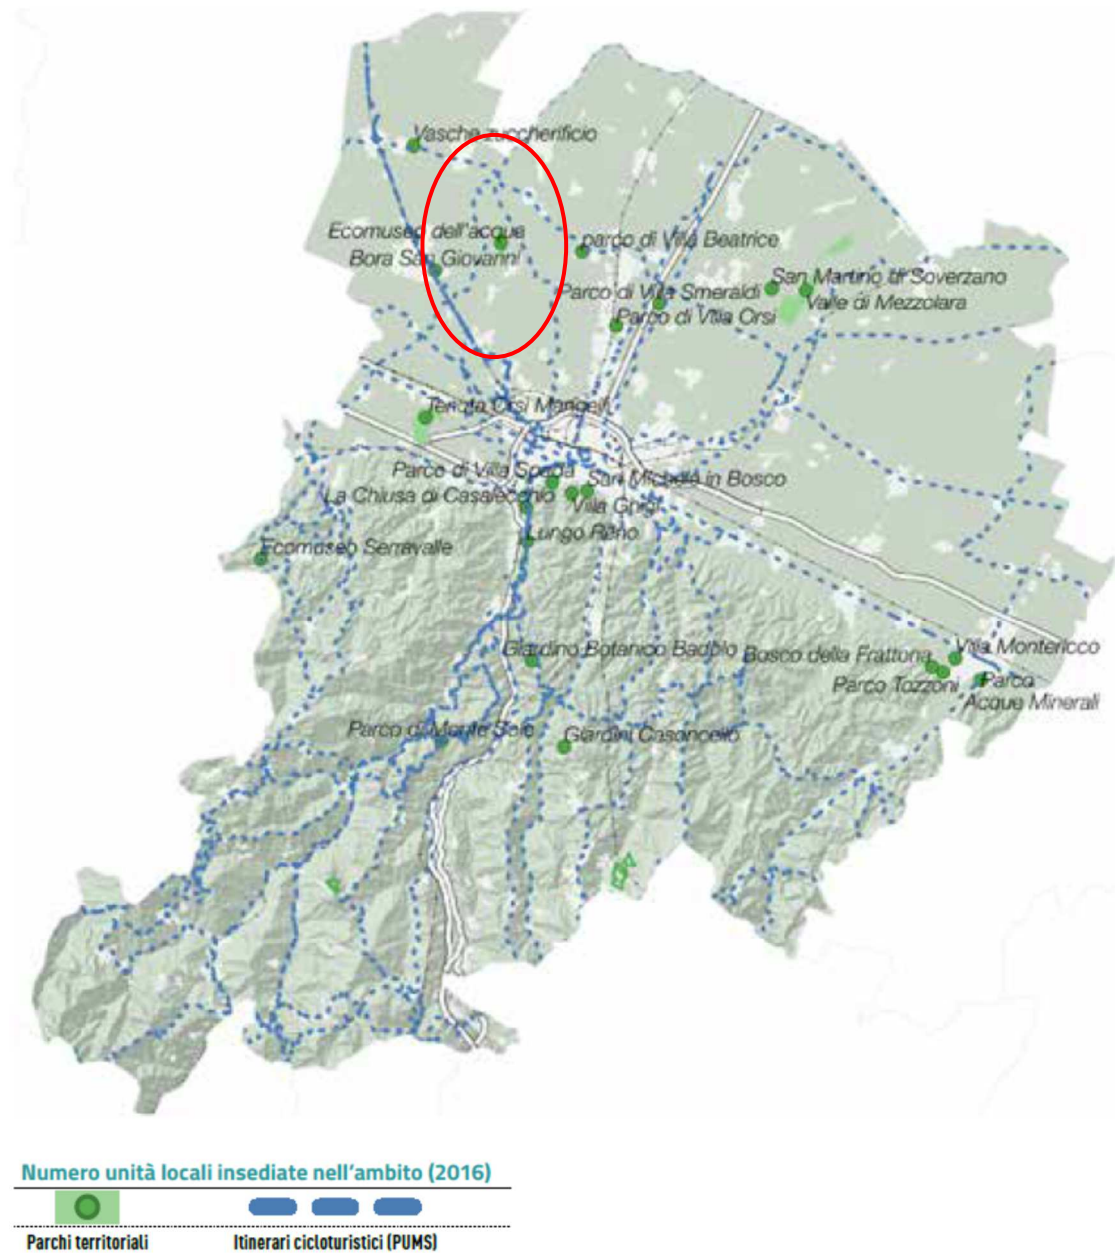 Vasche zuccherificio
Ecomuseo dell'acqua
parco di Villa Beatrice
Bora San Giovanni
San Martino di Soverzano
Parco di Villa Smeraldi
Valle di Mezzolara
Parco di Villa Orsi
Tenuta Orsi Mangelli
Parco di Villa Spada
San Michele in Bosco
La Chiusa di Casalecchio
Villa Ghigi
Lungo Reno
Ecomuseo Serravalle
Villa Montericco
Giardino Botanico Badolo
Bosco della Frattona
Parco Tozzoni
Parco
Acque Minerali
Parco di Monte Sole
Giardini Casoncello
Numero unità locali insediate nell'ambito (2016)
Parchi territoriali
Itinerari cicloturistici (PUMS)